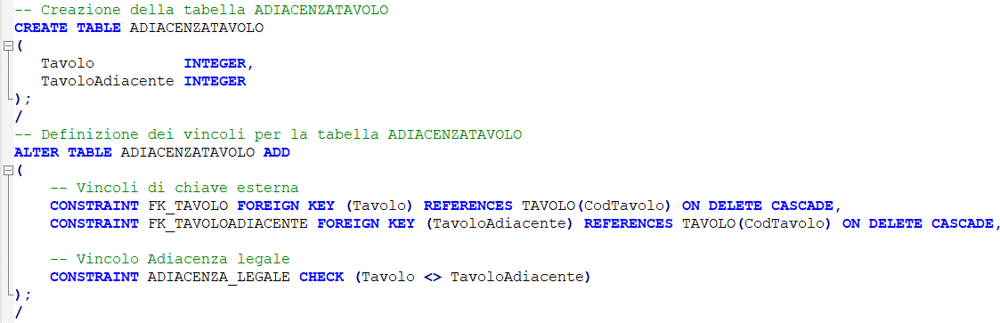 -- Creazione della tabella ADIACENZATAVOLO
CREATE TABLE ADIACENZATAVOLO
(
   Tavolo          INTEGER,
   TavoloAdiacente INTEGER
);
/
-- Definizione dei vincoli per la tabella ADIACENZATAVOLO
ALTER TABLE ADIACENZATAVOLO ADD
(
    -- Vincoli di chiave esterna
    CONSTRAINT FK_TAVOLO FOREIGN KEY (Tavolo) REFERENCES TAVOLO(CodTavolo) ON DELETE CASCADE,
    CONSTRAINT FK_TAVOLOADIACENTE FOREIGN KEY (TavoloAdiacente) REFERENCES TAVOLO(CodTavolo) ON DELETE CASCADE,

    -- Vincolo Adiacenza legale
    CONSTRAINT ADIACENZA_LEGALE CHECK (Tavolo <> TavoloAdiacente)
);
/